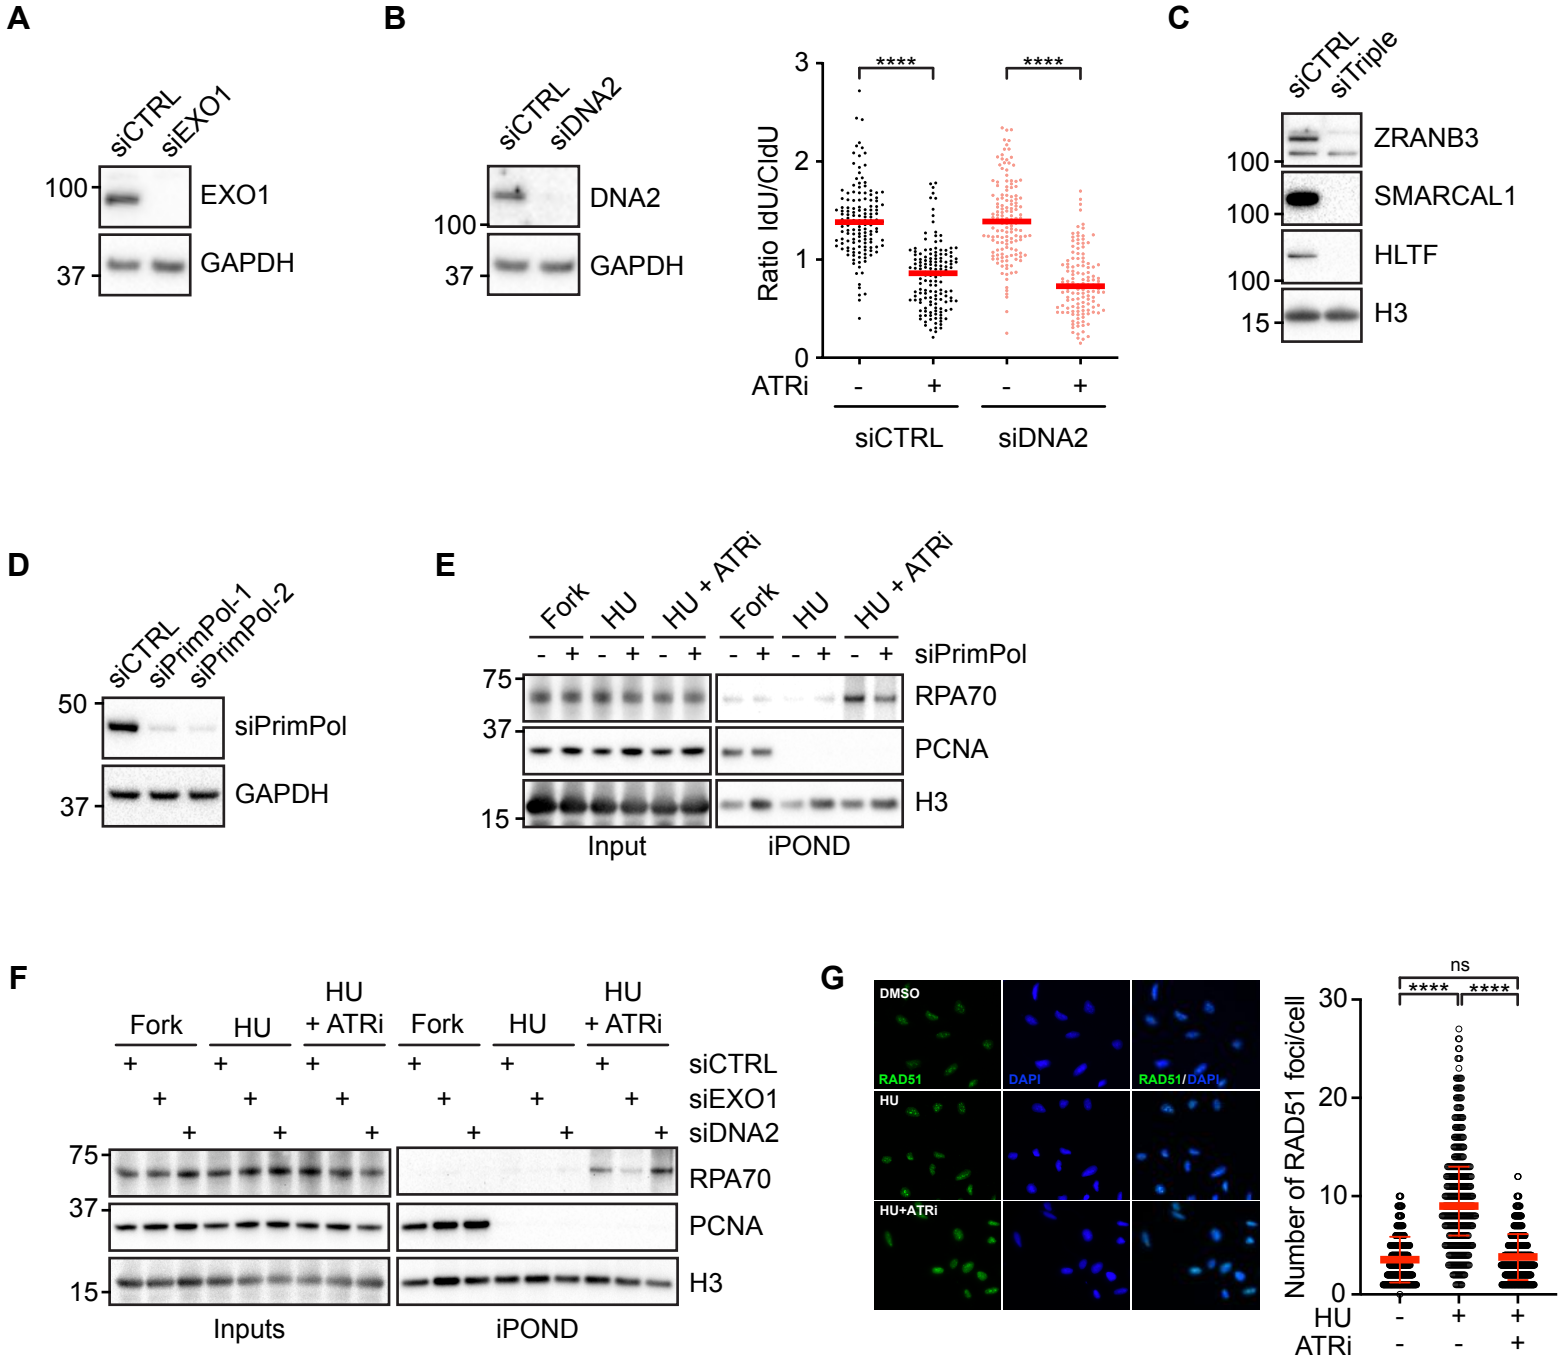 A
siCTRL
siEXO1
100
EXO1
37
GAPDH
B
siCTRL
siDNA2
100
DNA2
37
GAPDH
Ratio IdU/CldU
3
2
1
0
****
****
ATRi - + - +
siCTRL siDNA2
C
siCTRL
siTriple
100
ZRANB3
100
SMARCAL1
100
HLTF
15
H3
D
siCTRL
siPrimPol-1
siPrimPol-2
50
siPrimPol
37
GAPDH
E
Fork HU HU + ATRi Fork HU HU + ATRi
- + - + - + - + - + - + siPrimPol
75
RPA70
37
PCNA
15
H3
Input iPOND
F
HU HU
Fork HU + ATRi Fork HU + ATRi
+ + + + + + siCTRL
+ + + + + + siEXO1
+ + + + + + siDNA2
75
RPA70
37
PCNA
15
H3
Inputs iPOND
G
DMSO
RAD51 DAPI RAD51/DAPI
HU
HU+ATRi
Number of RAD51 foci/cell
30
20
10
0
ns
**** ****
HU - + +
ATRi - - +